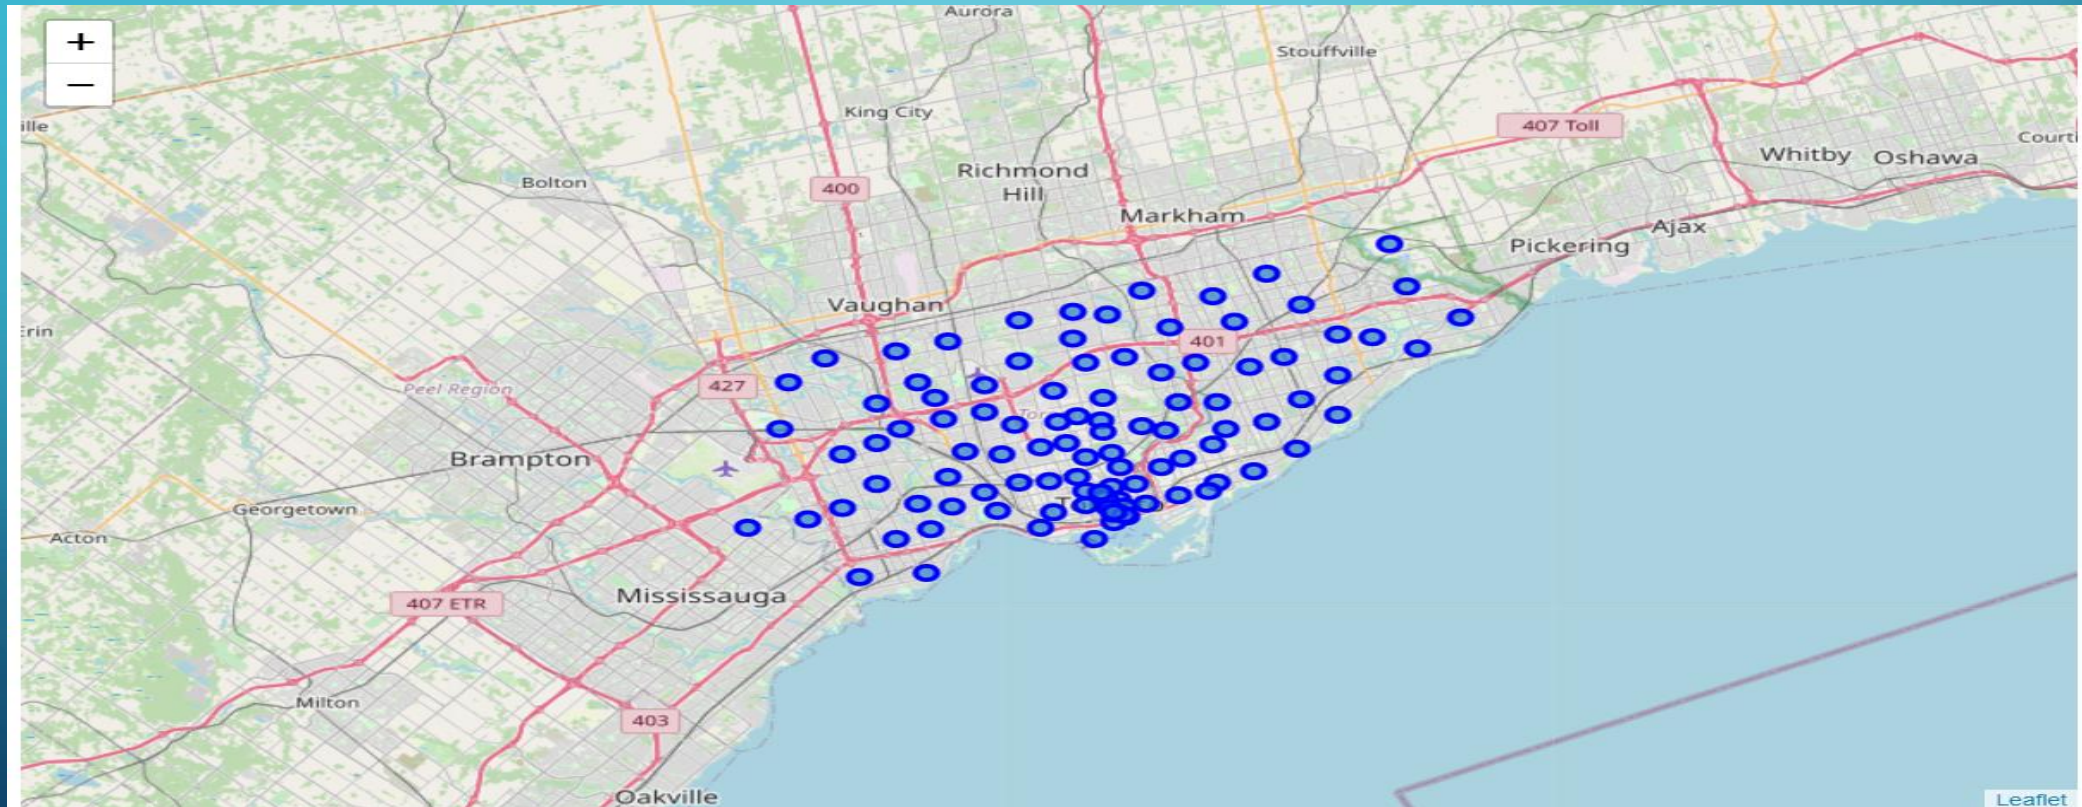 Aurora
+
Stouffville
−
King City
ille
407 Toll
Courti
Whitby
Oshawa
Richmond
Hill
Bolton
400
Markham
Ajax
Pickering
Vaughan
Erin
401
427
Peel Region
Brampton
Georgetown
Acton
Mississauga
407 ETR
Milton
403
Oakville
Leaflet